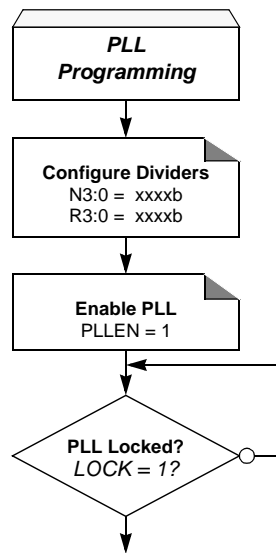 PLL
Programming
Configure Dividers
N3:0 = xxxxb
R3:0 = xxxxb
Enable PLL
PLLEN = 1
PLL Locked?
LOCK = 1?